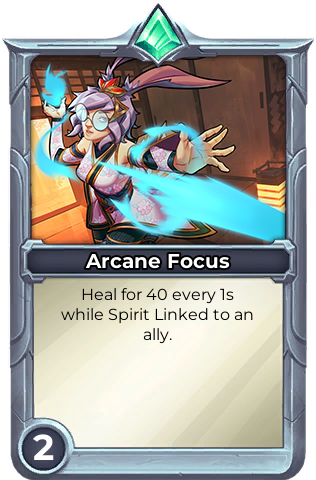 Arcane Focus
Heal for 40 every 1s
while Spirit Linked to an
ally.
2